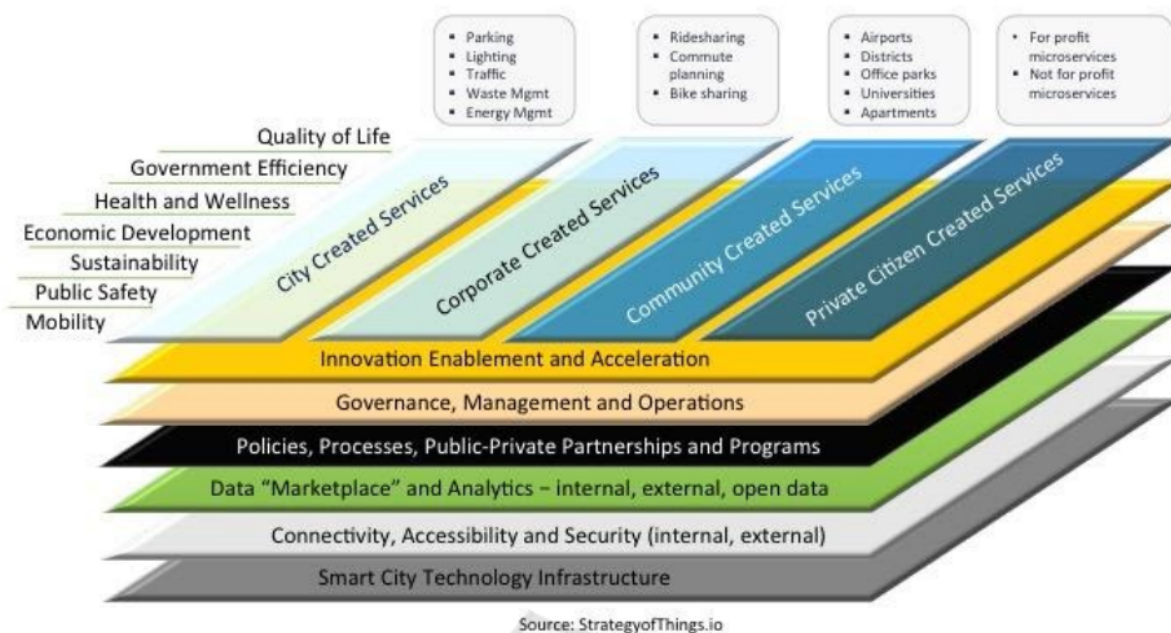 ▪ Parking
▪ Lighting
▪ Traffic
▪ Waste Mgmt
▪ Energy Mgmt
▪ Ridesharing
▪ Commute
planning
▪ Bike sharing
▪ Airports
▪ Districts
▪ Office parks
▪ Universities
▪ Apartments
• For profit
microservices
▪ Not for profit
microservices
Quality of Life
Government Efficiency
Health and Wellness
Economic Development
Sustainability
Public Safety
Mobility
City Created Services
Corporate Created Services
Community Created Services
Private Citizen Created Services
Innovation Enablement and Acceleration
Governance, Management and Operations
Policies, Processes, Public-Private Partnerships and Programs
Data “Marketplace” and Analytics – internal, external, open data
Connectivity, Accessibility and Security (internal, external)
Smart City Technology Infrastructure
Source: StrategyofThings.io